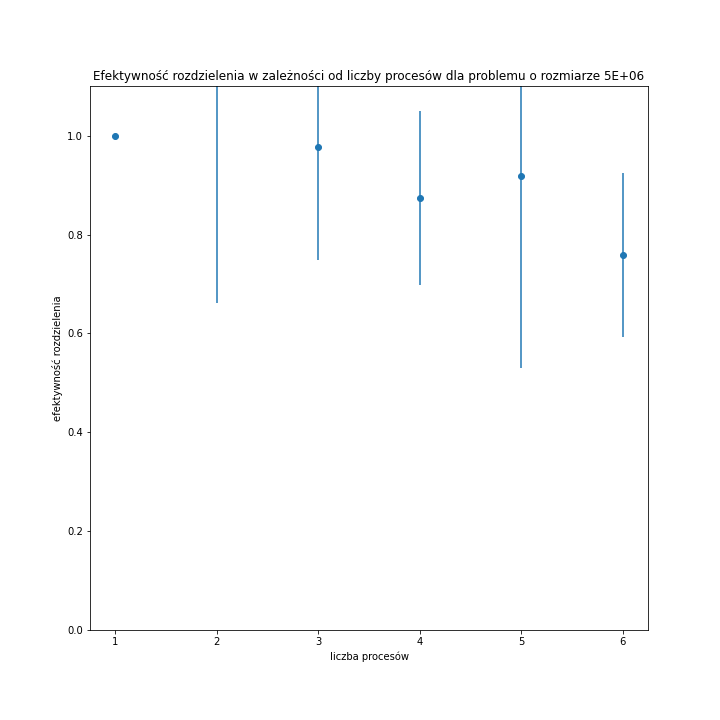 Efektywność rozdzielenia w zależności od liczby procesów dla problemu o rozmiarze 5E+06
1.0
0.8
0.6
0.4
0.2
0.0
efektywność rozdzielenia
1 2 3 4 5 6
liczba procesów